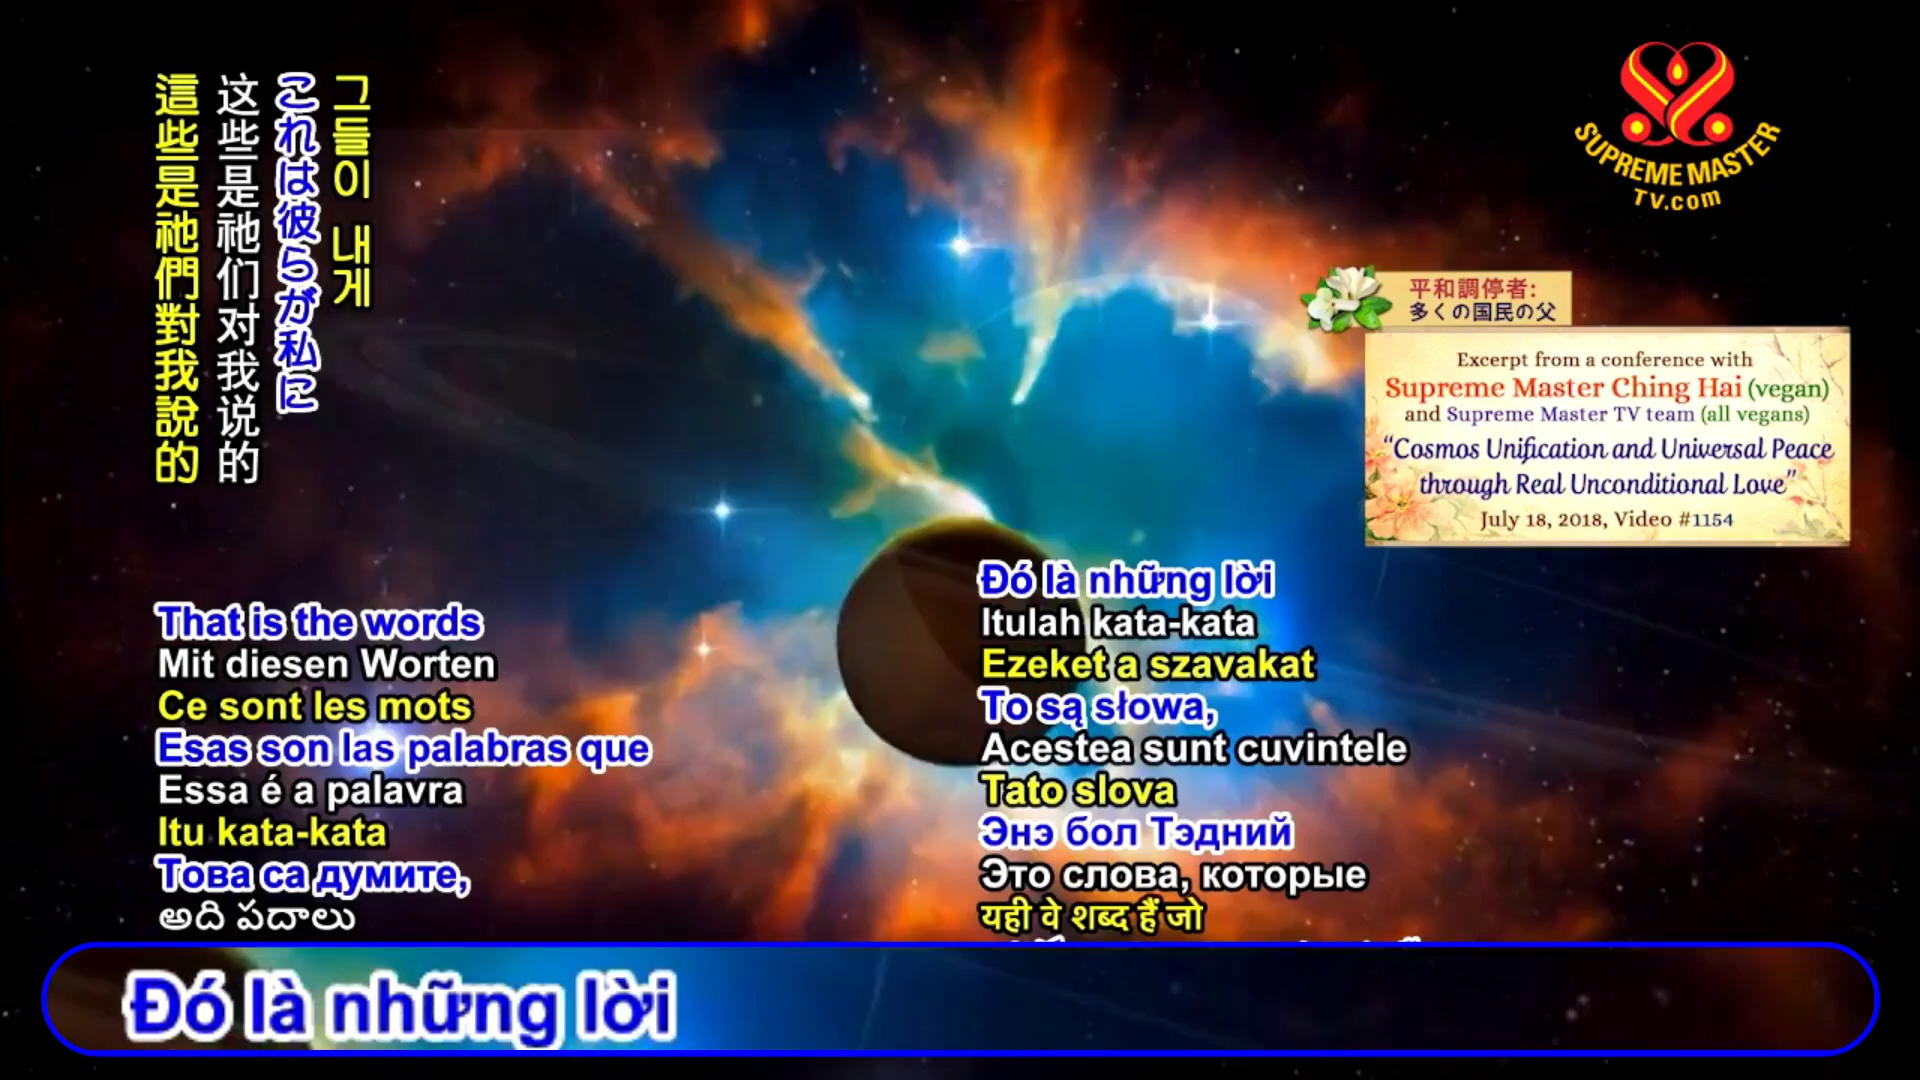 그들이 내게
これは彼らが私に
这些是祂们对我说的
這些是祂們對我說的
SUPREME MASTER
TV.com
平和調停者:
多くの国民の父
Excerpt from a conference with
Supreme Master Ching Hai (vegan)
and Supreme Master TV team (all vegans)
“Cosmos Unification and Universal Peace
through Real Unconditional Love”
July 18, 2018, Video #1154
That is the words
Mit diesen Worten
Ce sont les mots
Esas son las palabras que
Essa é a palavra
Itu kata-kata
Това са думите,
అది పదాలు
Đó là những lời
Itulah kata-kata
Ezeket a szavakat
To są słowa,
Acestea sunt cuvintele
Tato slova
Энэ бол Тэдний
Это слова, которые
यही वे शब्द हैं जो
Đó là những lời